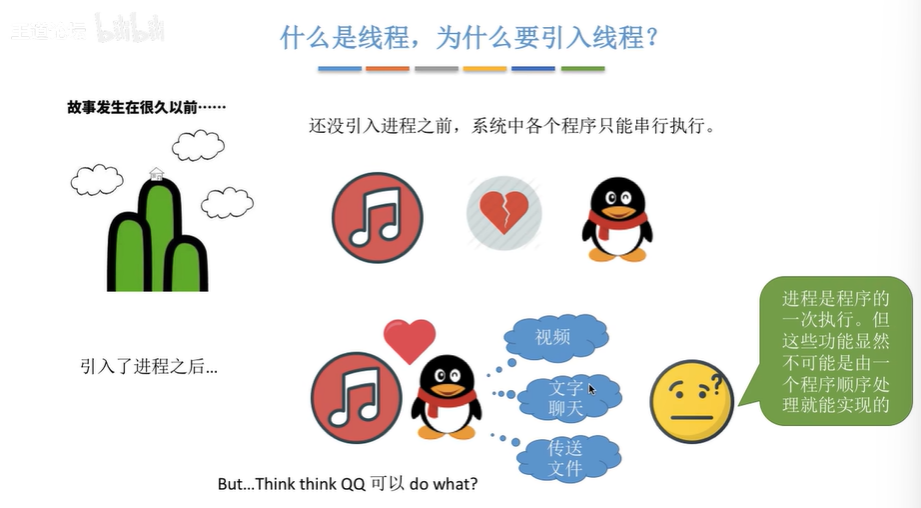 bilibili
什么是线程，为什么要引入线程？
故事发生在很久以前……
还没引入进程之前，系统中各个程序只能串行执行。
引入了进程之后...
视频
文字
聊天
传送
文件
?
进程是程序的
一次执行。但
这些功能显然
不可能是由一
个程序顺序处
理就能实现的
But...Think think QQ 可以 do what?